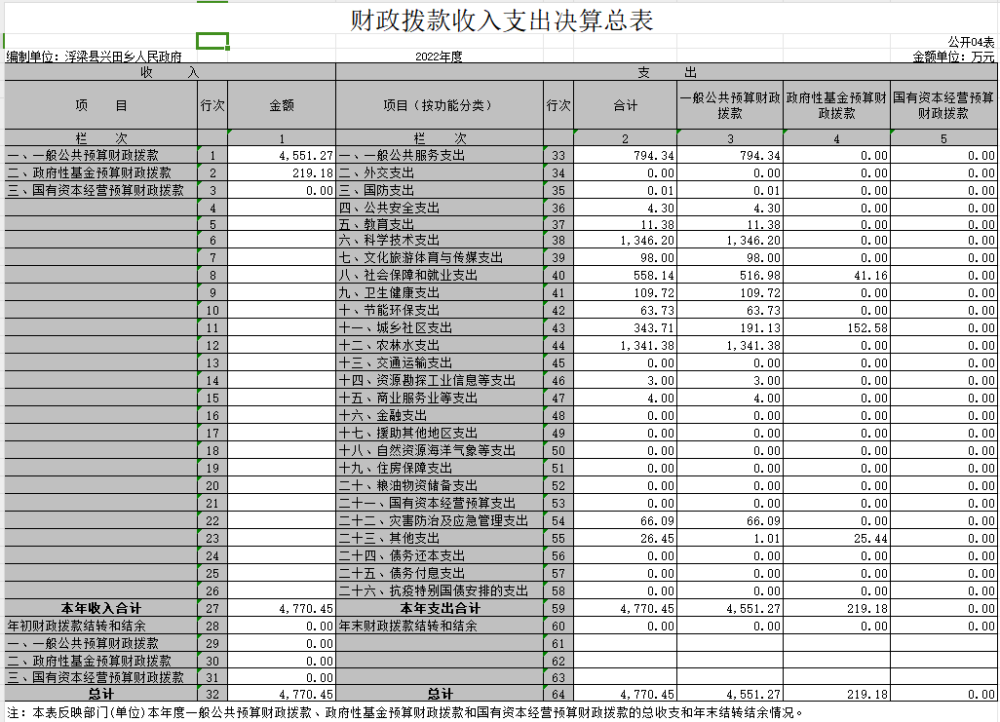 财政拨款收入支出决算总表
公开04表
编制单位：浮梁县兴田乡人民政府 2022年度 金额单位：万元
收 入 支 出
项 目 行次 金额 项目（按功能分类） 行次 合计 一般公共预算财政拨款 政府性基金预算财政拨款 国有资本经营预算财政拨款
栏 次 1 栏 次 2 3 4 5
一、一般公共预算财政拨款 1 4,551.27 一、一般公共服务支出 33 794.34 794.34 0.00 0.00
二、政府性基金预算财政拨款 2 219.18 二、外交支出 34 0.00 0.00 0.00 0.00
三、国有资本经营预算财政拨款 3 0.00 三、国防支出 35 0.01 0.01 0.00 0.00
4 四、公共安全支出 36 4.30 4.30 0.00 0.00
5 五、教育支出 37 11.38 11.38 0.00 0.00
6 六、科学技术支出 38 1,346.20 1,346.20 0.00 0.00
7 七、文化旅游体育与传媒支出 39 98.00 98.00 0.00 0.00
8 八、社会保障和就业支出 40 558.14 516.98 41.16 0.00
9 九、卫生健康支出 41 109.72 109.72 0.00 0.00
10 十、节能环保支出 42 63.73 63.73 0.00 0.00
11 十一、城乡社区支出 43 343.71 191.13 152.58 0.00
12 十二、农林水支出 44 1,341.38 1,341.38 0.00 0.00
13 十三、交通运输支出 45 0.00 0.00 0.00 0.00
14 十四、资源勘探工业信息等支出 46 3.00 3.00 0.00 0.00
15 十五、商业服务业等支出 47 4.00 4.00 0.00 0.00
16 十六、金融支出 48 0.00 0.00 0.00 0.00
17 十七、援助其他地区支出 49 0.00 0.00 0.00 0.00
18 十八、自然资源海洋气象等支出 50 0.00 0.00 0.00 0.00
19 十九、住房保障支出 51 0.00 0.00 0.00 0.00
20 二十、粮油物资储备支出 52 0.00 0.00 0.00 0.00
21 二十一、国有资本经营预算支出 53 0.00 0.00 0.00 0.00
22 二十二、灾害防治及应急管理支出 54 66.09 66.09 0.00 0.00
23 二十三、其他支出 55 26.45 1.01 25.44 0.00
24 二十四、债务还本支出 56 0.00 0.00 0.00 0.00
25 二十五、债务付息支出 57 0.00 0.00 0.00 0.00
26 二十六、抗疫特别国债安排的支出 58 0.00 0.00 0.00 0.00
本年收入合计 27 4,770.45 本年支出合计 59 4,770.45 4,551.27 219.18 0.00
年初财政拨款结转和结余 28 0.00 年末财政拨款结转和结余 60 0.00 0.00 0.00 0.00
一、一般公共预算财政拨款 29 0.00 61
二、政府性基金预算财政拨款 30 0.00 62
三、国有资本经营预算财政拨款 31 0.00 63
总计 32 4,770.45 总计 64 4,770.45 4,551.27 219.18 0.00
注：本表反映部门(单位)本年度一般公共预算财政拨款、政府性基金预算财政拨款和国有资本经营预算财政拨款的总收支和年末结转结余情况。